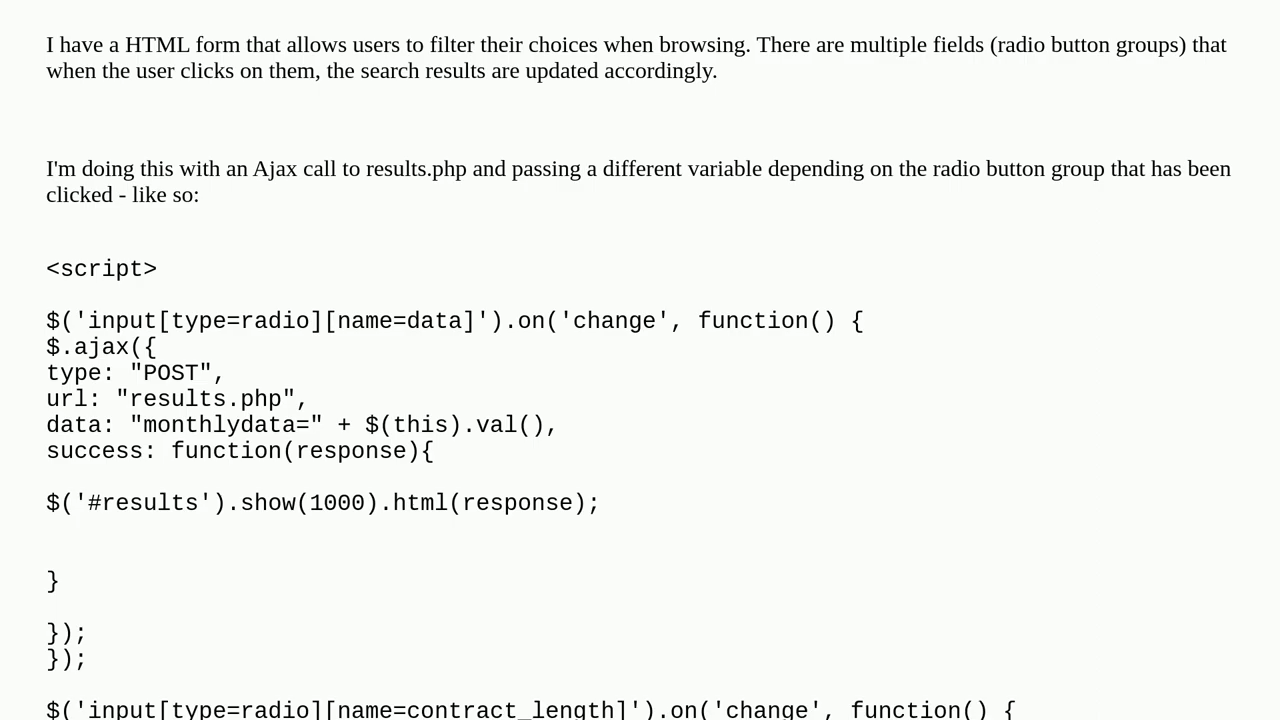 I have a HTML form that allows users to filter their choices when browsing. There are multiple fields (radio button groups) that
when the user clicks on them, the search results are updated accordingly.
I'm doing this with an Ajax call to results.php and passing a different variable depending on the radio button group that has been
clicked - like so:
<script>
$('input[type=radio][name=data]').on('change', function() {
$.ajax({
type: "POST",
url: "results.php",
data: "monthlydata=" + $(this).val(),
success: function(response){
$('#results').show(1000).html(response);
}
});
});
$('input[type=radio][name=contract_length]').on('change', function() {